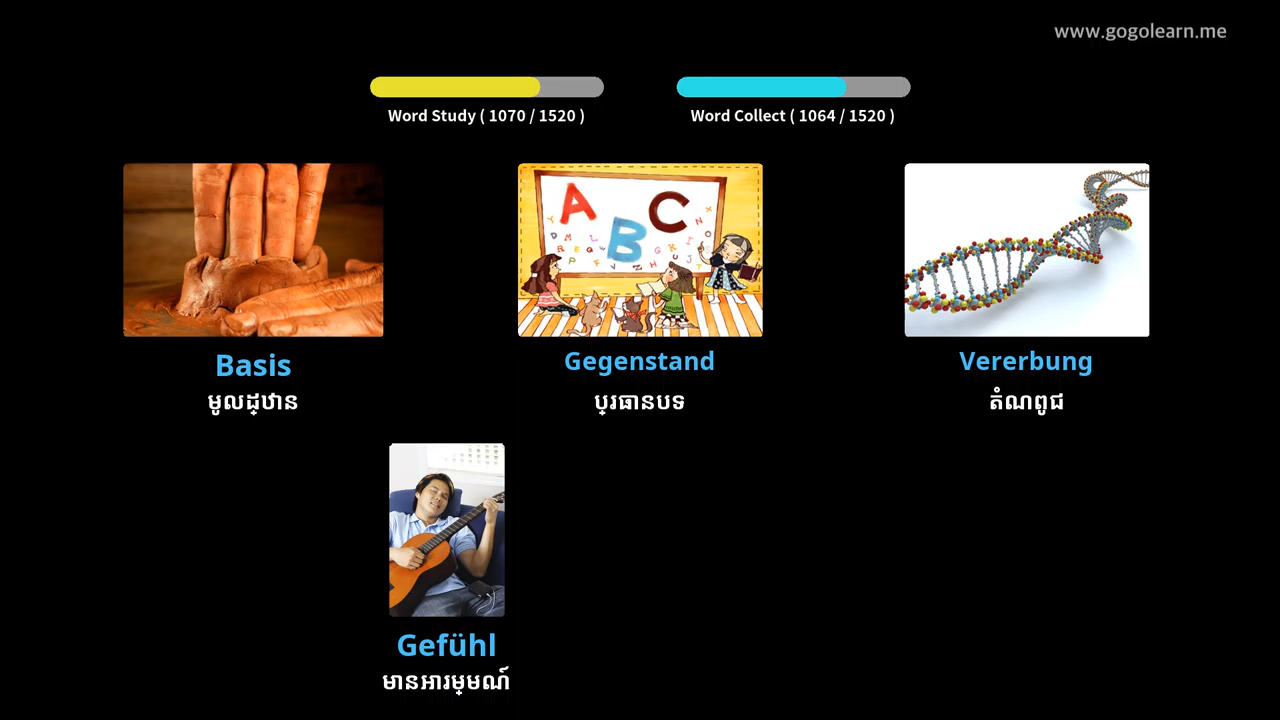 www.gogolearn.me
Word Study ( 1070 / 1520 )
Word Collect ( 1064 / 1520 )
A B C
Basis
Gegenstand
Vererbung
មូលដ្ឋាន
ប្រធានបទ
តំណពូជ
Gefühl
មានអារម្មណ៍